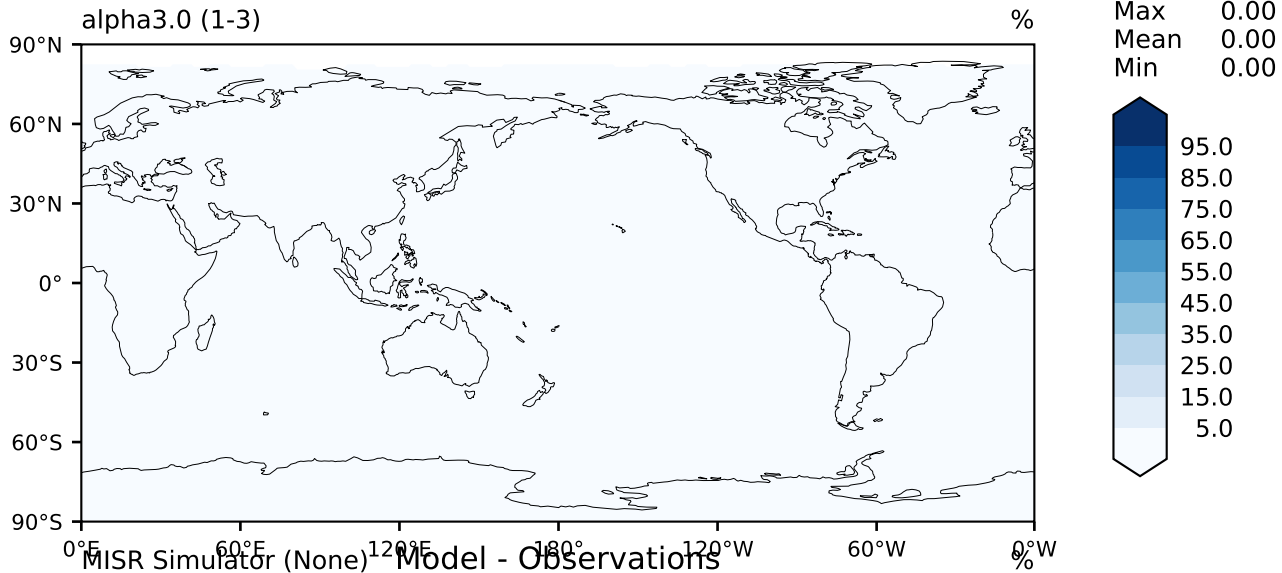 alpha3.0 (1-3) %
Max 0.00
Mean 0.00
Min 0.00
90°N
60°N
30°N
0°
30°S
60°S
90°S
95.0
85.0
75.0
65.0
55.0
45.0
35.0
25.0
15.0
5.0
0°E 60°E 120°E 180° 120°W 60°W 0°W
MISR Simulator (None) Model - Observations %